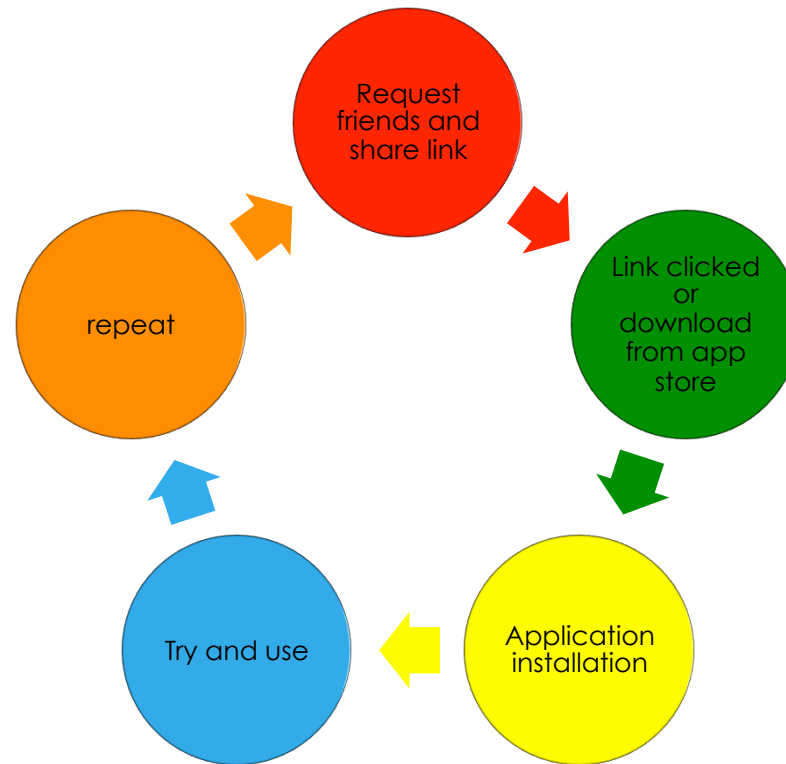 Request
friends and
share link
Link clicked
or
download
from app
store
Application
installation
Try and use
repeat